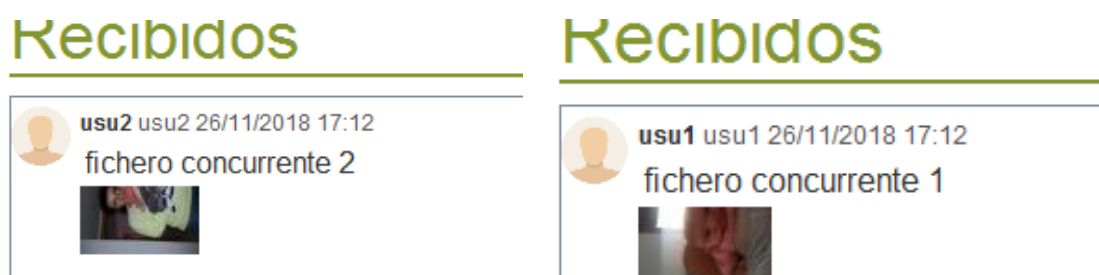 Recibidos
usu2 usu2 26/11/2018 17:12
fichero concurrente 2
Recibidos
usu1 usu1 26/11/2018 17:12
fichero concurrente 1